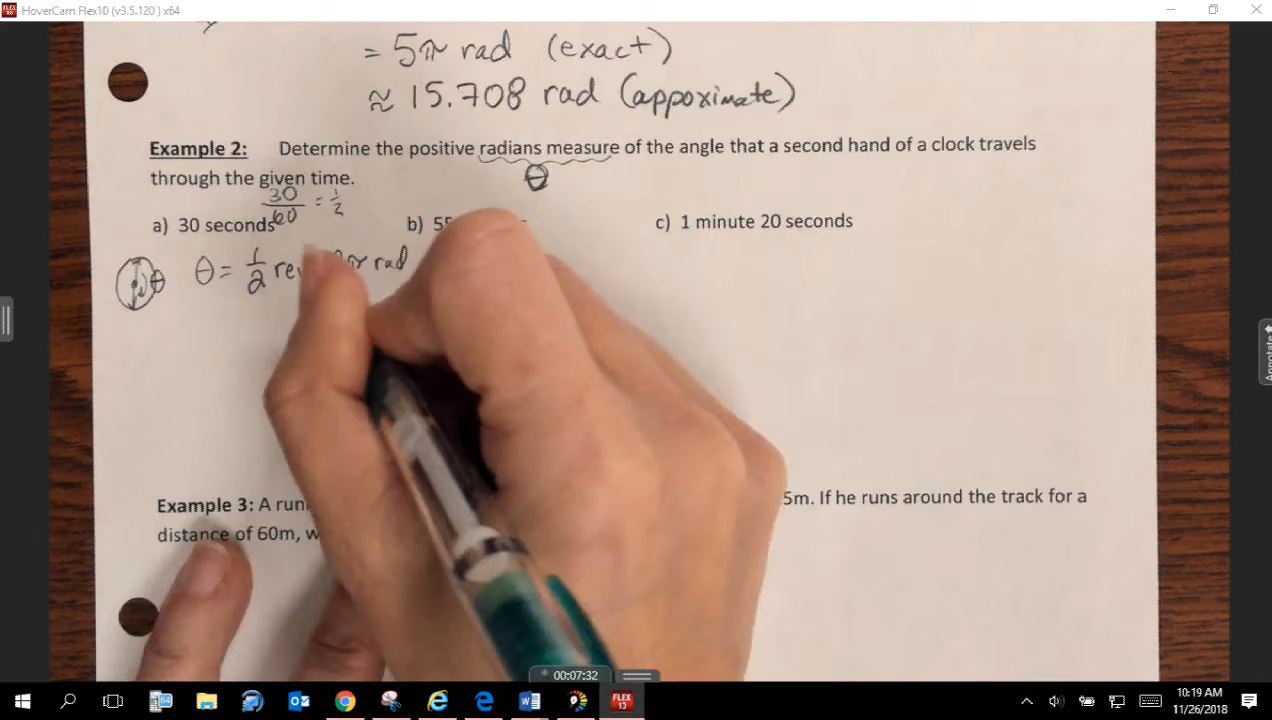 HoverCam Flex10 (v3.5.120) x64
= 5π rad (exact)
≈ 15.708 rad (appoximate)
Example 2: Determine the positive radians measure of the angle that a second hand of a clock travels
through the given time.
θ
30/60 = 1/2
a) 30 seconds
b)
c) 1 minute 20 seconds
θ
θ = 1/2
π rad
Example 3: A
5m. If he runs around the track for a
distance of 60m,
Annotate
00:07:32
FLEX
10:19 AM
11/26/2018